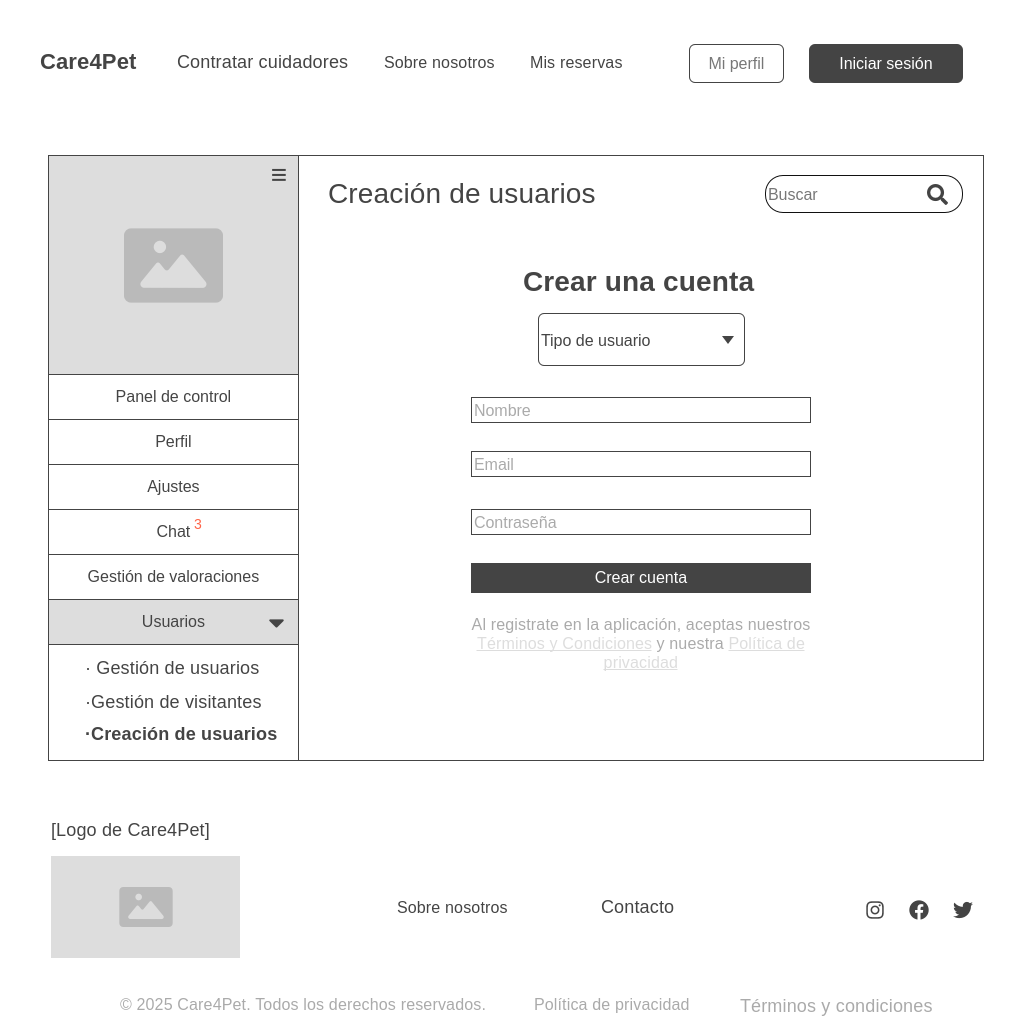 Care4Pet
Contratar cuidadores
Sobre nosotros
Mis reservas
Mi perfil
Iniciar sesión
Creación de usuarios
Buscar
Panel de control
Perfil
Ajustes
Chat 3
Gestión de valoraciones
Usuarios
· Gestión de usuarios
·Gestión de visitantes
·Creación de usuarios
Crear una cuenta
Tipo de usuario
Nombre
Email
Contraseña
Crear cuenta
Al registrate en la aplicación, aceptas nuestros
Términos y Condiciones y nuestra Política de
privacidad
[Logo de Care4Pet]
Sobre nosotros
Contacto
© 2025 Care4Pet. Todos los derechos reservados.
Política de privacidad
Términos y condiciones